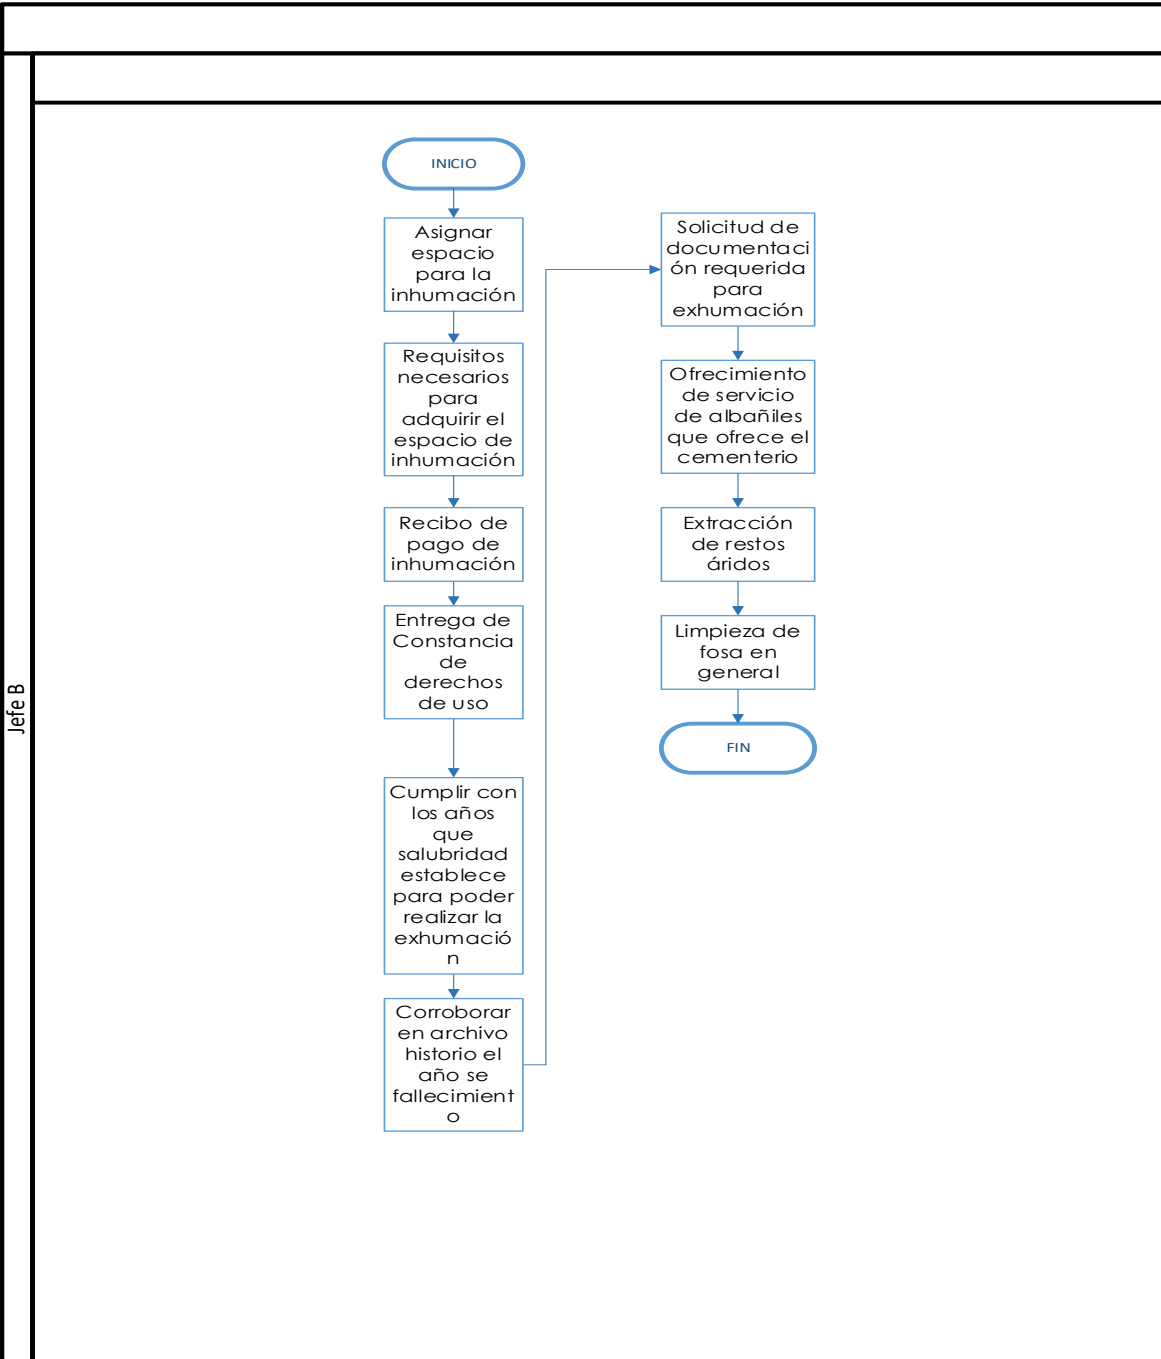 Jefe B
INICIO
Asignar
espacio
para la
inhumación
Requisitos
necesarios
para
adquirir el
espacio de
inhumación
Recibo de
pago de
inhumación
Entrega de
Constancia
de
derechos
de uso
Cumplir con
los años
que
salubridad
establece
para poder
realizar la
exhumació
n
Corroborar
en archivo
historio el
año se
fallecimient
o
Solicitud de
documentaci
ón requerida
para
exhumación
Ofrecimiento
de servicio
de albañiles
que ofrece el
cementerio
Extracción
de restos
áridos
Limpieza de
fosa en
general
FIN